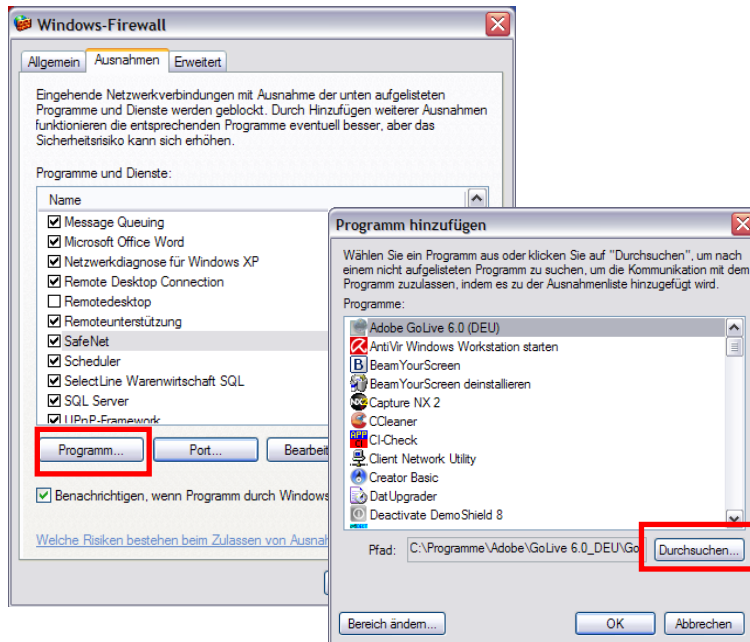 Windows-Firewall
Allgemein Ausnahmen Erweitert
Eingehende Netzwerkverbindungen mit Ausnahme der unten aufgelisteten
Programme und Dienste werden geblockt. Durch Hinzufügen weiterer Ausnahmen
funktionieren die entsprechenden Programme eventuell besser, aber das
Sicherheitsrisiko kann sich erhöhen.
Programme und Dienste:
Name
Message Queuing
Microsoft Office Word
Netzwerkdiagnose für Windows XP
Remote Desktop Connection
Remotedesktop
Remoteunterstützung
SafeNet
Scheduler
SelectLine Warenwirtschaft SQL
SQL Server
UPnP-Framework
Programm... Port... Bearbeit
Benachrichtigen, wenn Programm durch Windows
Welche Risiken bestehen beim Zulassen von Ausnah
Programm hinzufügen
Wählen Sie ein Programm aus oder klicken Sie auf "Durchsuchen", um nach
einem nicht aufgelisteten Programm zu suchen, um die Kommunikation mit dem
Programm zuzulassen, indem es zu der Ausnahmenliste hinzugefügt wird.
Programme:
Adobe GoLive 6.0 (DEU)
AntiVir Windows Workstation starten
BeamYourScreen
BeamYourScreen deinstallieren
Capture NX 2
CCleaner
CI-Check
Client Network Utility
Creator Basic
DatUpgrader
Deactivate DemoShield 8
Pfad: C:\Programme\Adobe\GoLive 6.0_DEU\Go Durchsuchen...
Bereich ändern... OK Abbrechen